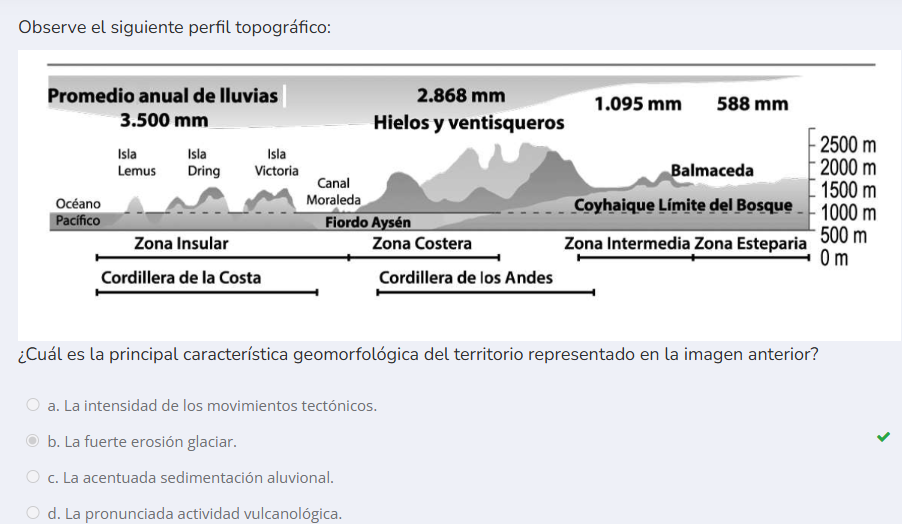 Observe el siguiente perfil topográfico:
Promedio anual de lluvias
3.500 mm
2.868 mm
Hielos y ventisqueros
1.095 mm
588 mm
Isla Lemus
Isla Dring
Isla Victoria
Canal Moraleda
Océano Pacífico
Fiordo Aysén
Balmaceda
Coyhaique Límite del Bosque
2500 m
2000 m
1500 m
1000 m
500 m
0 m
Zona Insular
Zona Costera
Zona Intermedia
Zona Esteparia
Cordillera de la Costa
Cordillera de los Andes
¿Cuál es la principal característica geomorfológica del territorio representado en la imagen anterior?
a. La intensidad de los movimientos tectónicos.
b. La fuerte erosión glaciar.
c. La acentuada sedimentación aluvional.
d. La pronunciada actividad vulcanológica.